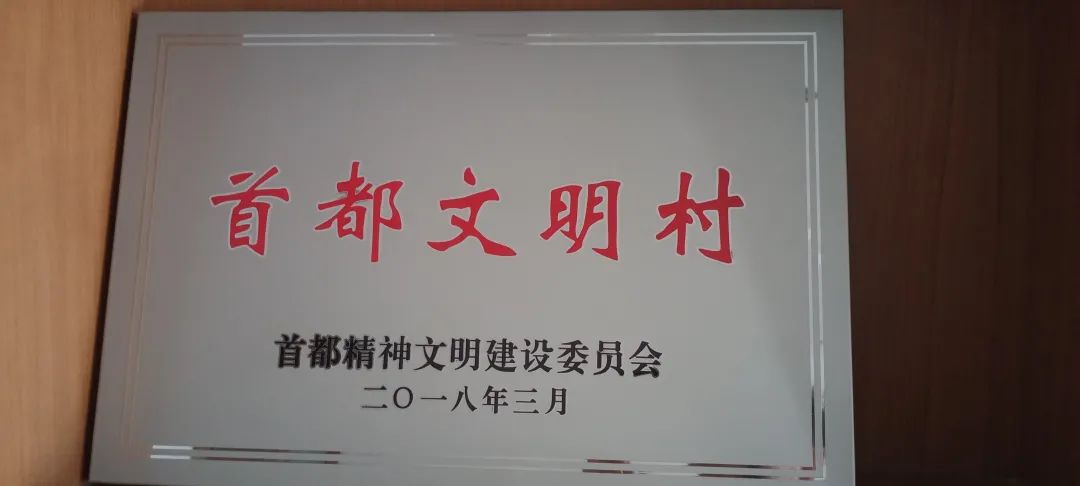 首都文明村
首都精神文明建设委员会
二〇一八年三月